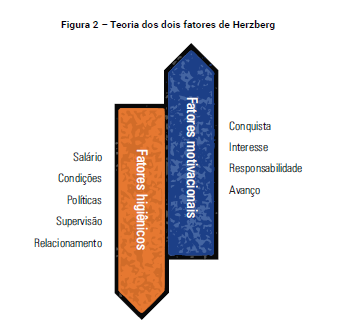 Figura 2 – Teoria dos dois fatores de Herzberg
Salário
Condições
Políticas
Supervisão
Relacionamento
Fatores higiênicos
Fatores motivacionais
Conquista
Interesse
Responsabilidade
Avanço